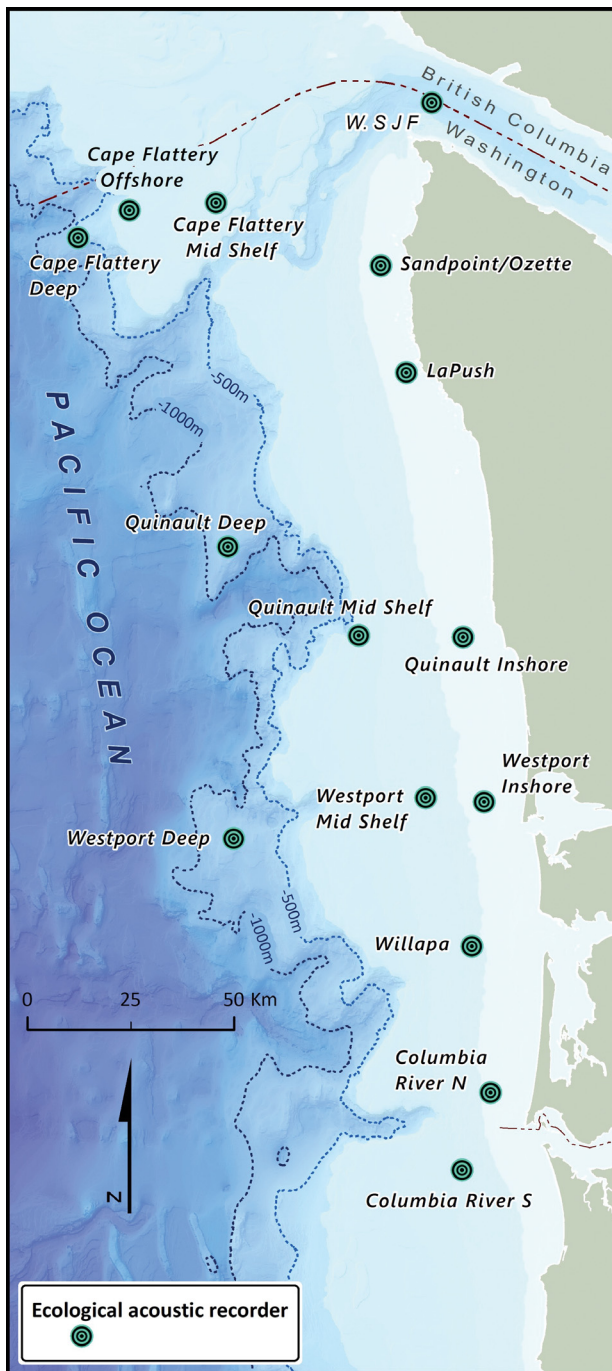 British Columbia
W. S J F
Washington
Cape Flattery
Offshore
Cape Flattery
Mid Shelf
Cape Flattery
Deep
Sandpoint/Ozette
LaPush
-500m
-1000m
PACIFIC OCEAN
Quinault Deep
Quinault Mid Shelf
Quinault Inshore
Westport
Inshore
Westport
Mid Shelf
Westport Deep
-500m
-1000m
Willapa
0 25 50 Km
Columbia
River N
N
Columbia River S
Ecological acoustic recorder